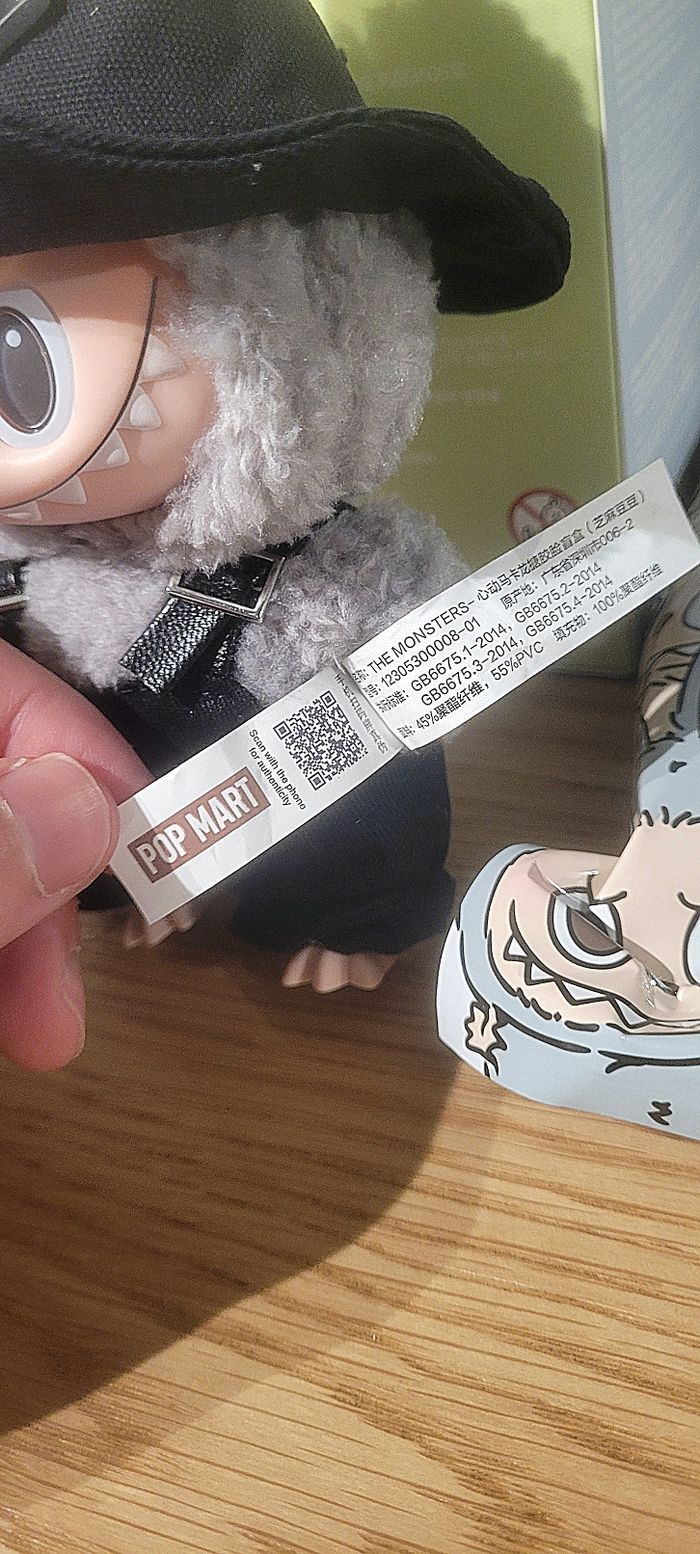 THE MONSTERS- 心动马卡龙搪胶脸盲盒（芝麻豆豆）
12305300008-01 原产地：广东省深圳市006-2
GB6675.1-2014, GB6675.2-2014
GB6675.3-2014, GB6675.4-2014
45%聚酯纤维，55%PVC 填充物：100%聚酯纤维
Scan with the phone
for authenticity
POP MART